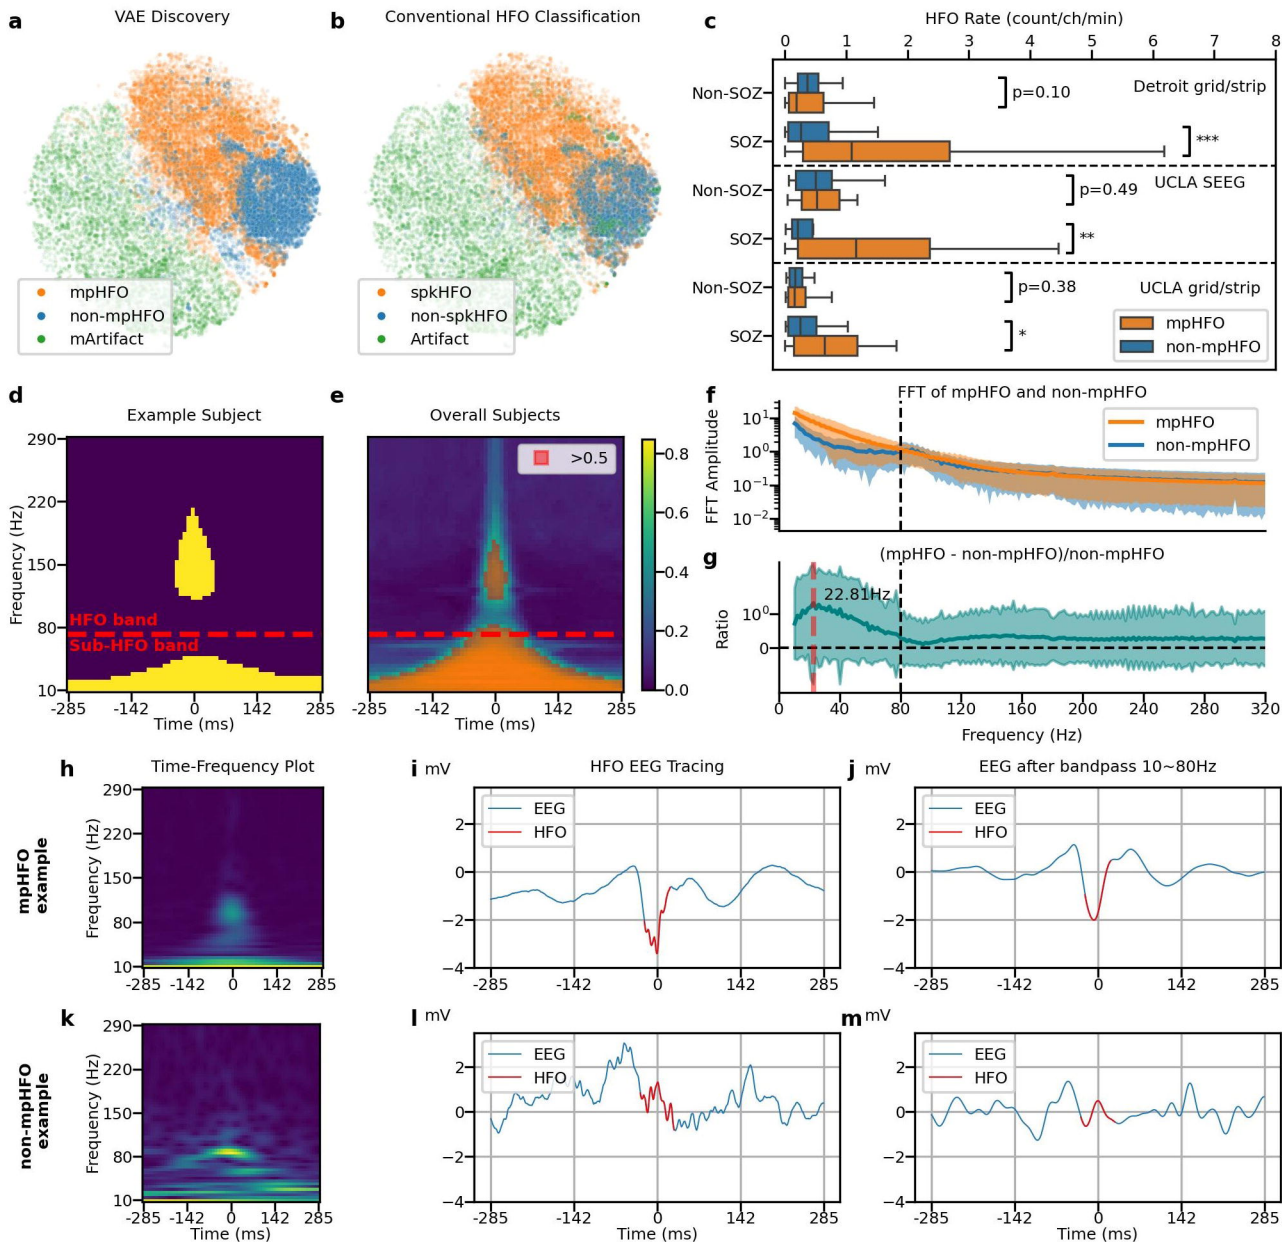 a
VAE Discovery
mpHFO
non-mpHFO
mArtifact
b
Conventional HFO Classification
spkHFO
non-spkHFO
Artifact
c
HFO Rate (count/ch/min)
0 1 2 3 4 5 6 7 8
Non-SOZ
p=0.10
Detroit grid/strip
SOZ
***
Non-SOZ
p=0.49
UCLA SEEG
SOZ
**
Non-SOZ
p=0.38
UCLA grid/strip
SOZ
*
mpHFO
non-mpHFO
d
Example Subject
Frequency (Hz)
290
220
150
80
10
HFO band
Sub-HFO band
-285 -142 0 142 285
Time (ms)
e
Overall Subjects
>0.5
0.8
0.6
0.4
0.2
0.0
-285 -142 0 142 285
Time (ms)
f
FFT of mpHFO and non-mpHFO
FFT Amplitude
10¹
10⁰
10⁻¹
10⁻²
mpHFO
non-mpHFO
g
(mpHFO - non-mpHFO)/non-mpHFO
Ratio
10⁰
0
22.81Hz
0 40 80 120 160 200 240 280 320
Frequency (Hz)
mpHFO
example
h
Time-Frequency Plot
Frequency (Hz)
290
220
150
80
10
-285 -142 0 142 285
i
mV
HFO EEG Tracing
EEG
HFO
2
0
−2
−4
-285 -142 0 142 285
j
mV
EEG after bandpass 10~80Hz
EEG
HFO
2
0
−2
−4
-285 -142 0 142 285
non-mpHFO
example
k
Frequency (Hz)
290
220
150
80
10
-285 -142 0 142 285
Time (ms)
l
mV
EEG
HFO
2
0
−2
−4
-285 -142 0 142 285
Time (ms)
m
mV
EEG
HFO
2
0
−2
−4
-285 -142 0 142 285
Time (ms)